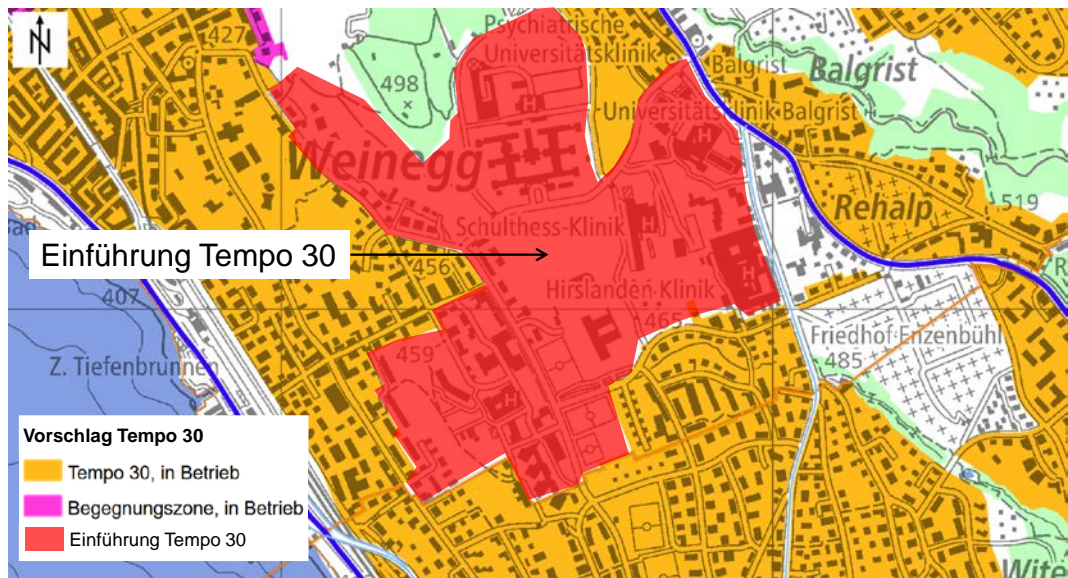 N
427
Psychiatrische
Universitätsklinik
Balgrist
Balgrist
498
Universitätsklinik Balgrist
H
H
Weinegg
Rehalp
519
Schulthess-Klinik
H
Einführung Tempo 30
456
Hirslanden Klinik
H
407
465
Friedhof Enzenbühl
459
485
Z. Tiefenbrunnen
H
Vorschlag Tempo 30
Tempo 30, in Betrieb
Begegnungszone, in Betrieb
Einführung Tempo 30
Wite